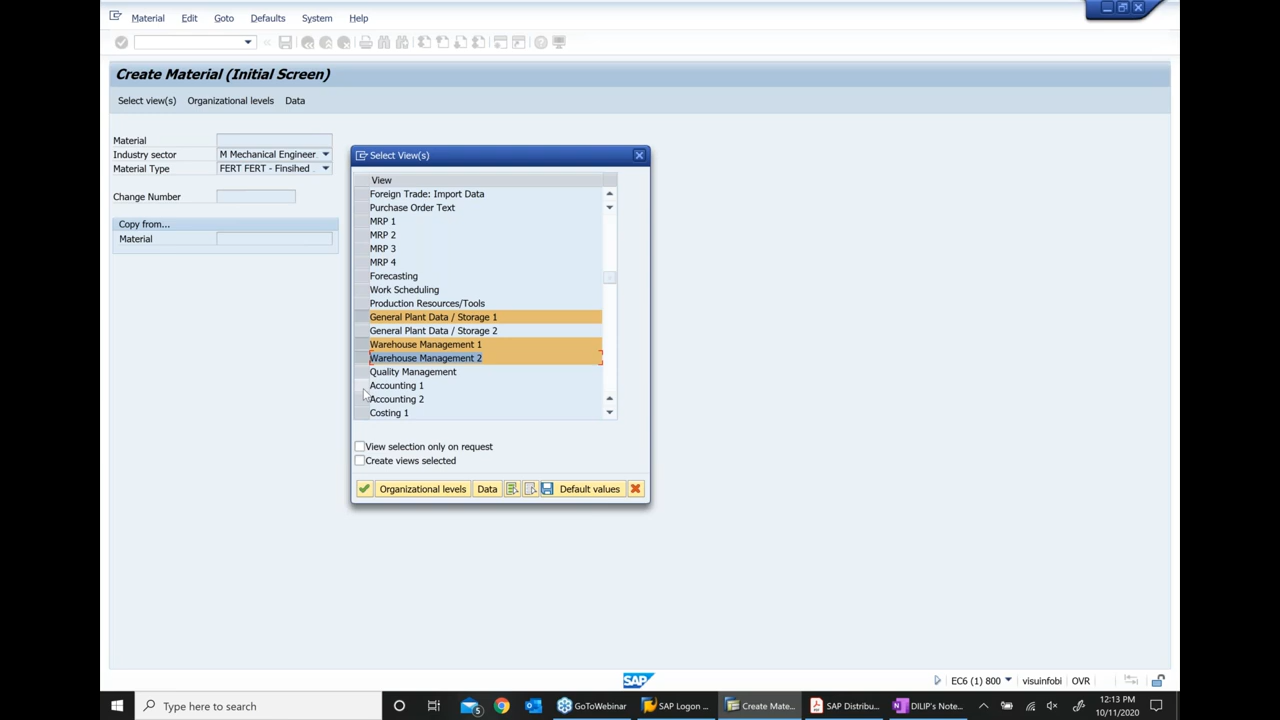 Material Edit Goto Defaults System Help
Create Material (Initial Screen)
Select view(s) Organizational levels Data
Material
Industry sector M Mechanical Engineer.
Material Type FERT FERT - Finsihed .
Change Number
Copy from...
Material
Select View(s)
View
Foreign Trade: Import Data
Purchase Order Text
MRP 1
MRP 2
MRP 3
MRP 4
Forecasting
Work Scheduling
Production Resources/Tools
General Plant Data / Storage 1
General Plant Data / Storage 2
Warehouse Management 1
Warehouse Management 2
Quality Management
Accounting 1
Accounting 2
Costing 1
View selection only on request
Create views selected
Organizational levels Data Default values
SAP
EC6 (1) 800 visuinfobi OVR
Type here to search
5
GoToWebinar
SAP Logon ...
Create Mate...
SAP Distribu...
DILIP's Note...
12:13 PM
10/11/2020